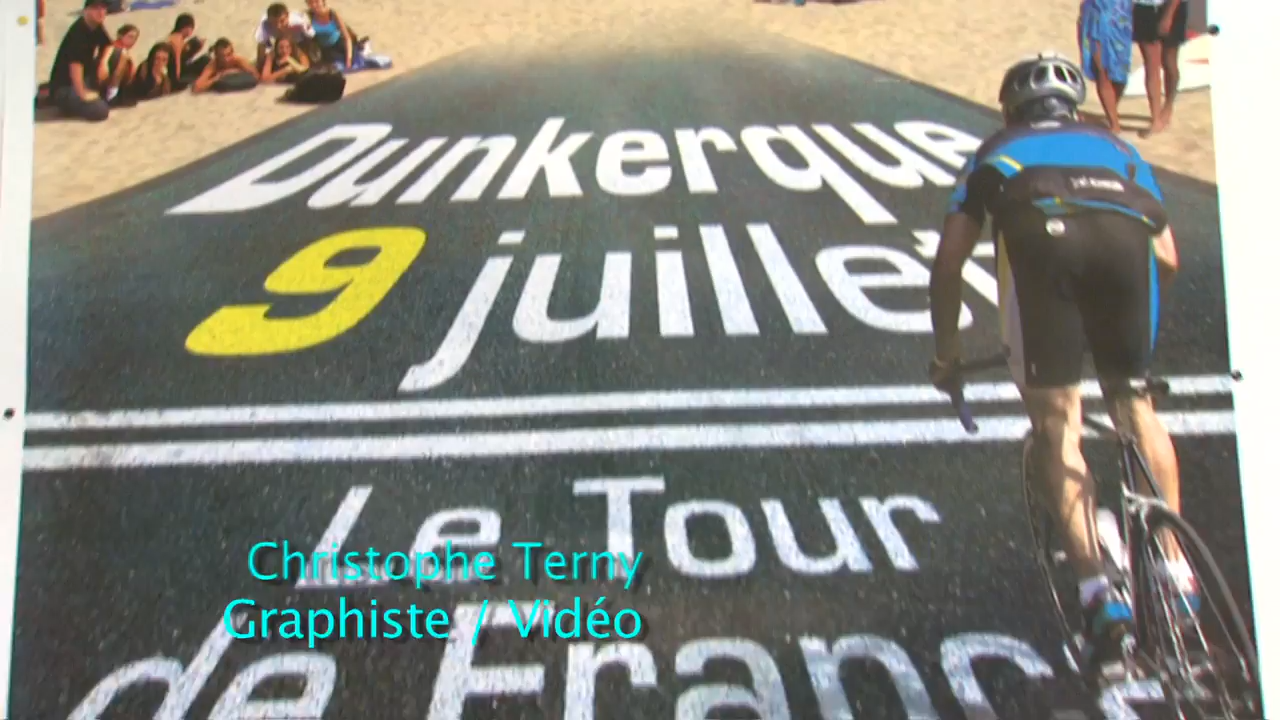 Dunkerque
9 juillet
Le Tour
de France
Christophe Terny
Graphiste / Vidéo